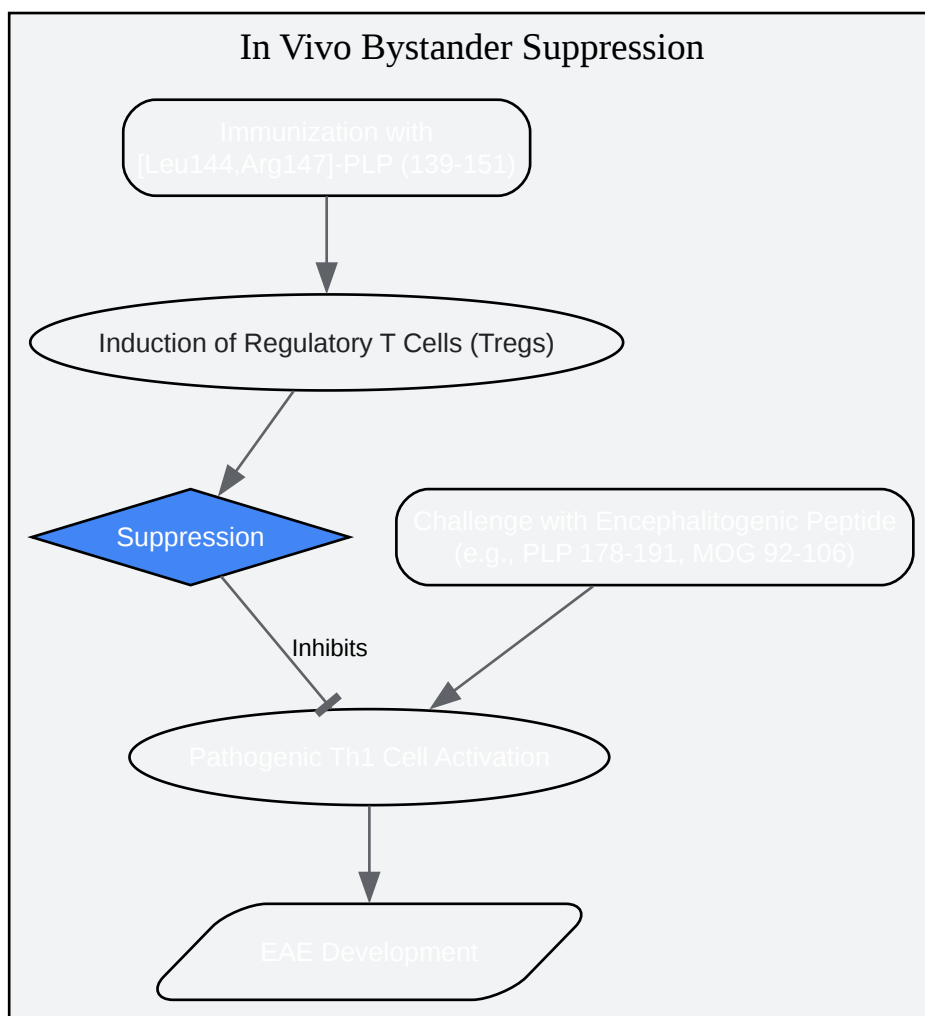 In Vivo Bystander Suppression
Immunization with
[Leu144,Arg147]-PLP (139-151)
Induction of Regulatory T Cells (Tregs)
Suppression
Challenge with Encephalitogenic Peptide
(e.g., PLP 178-191, MOG 92-106)
Inhibits
Pathogenic Th1 Cell Activation
EAE Development